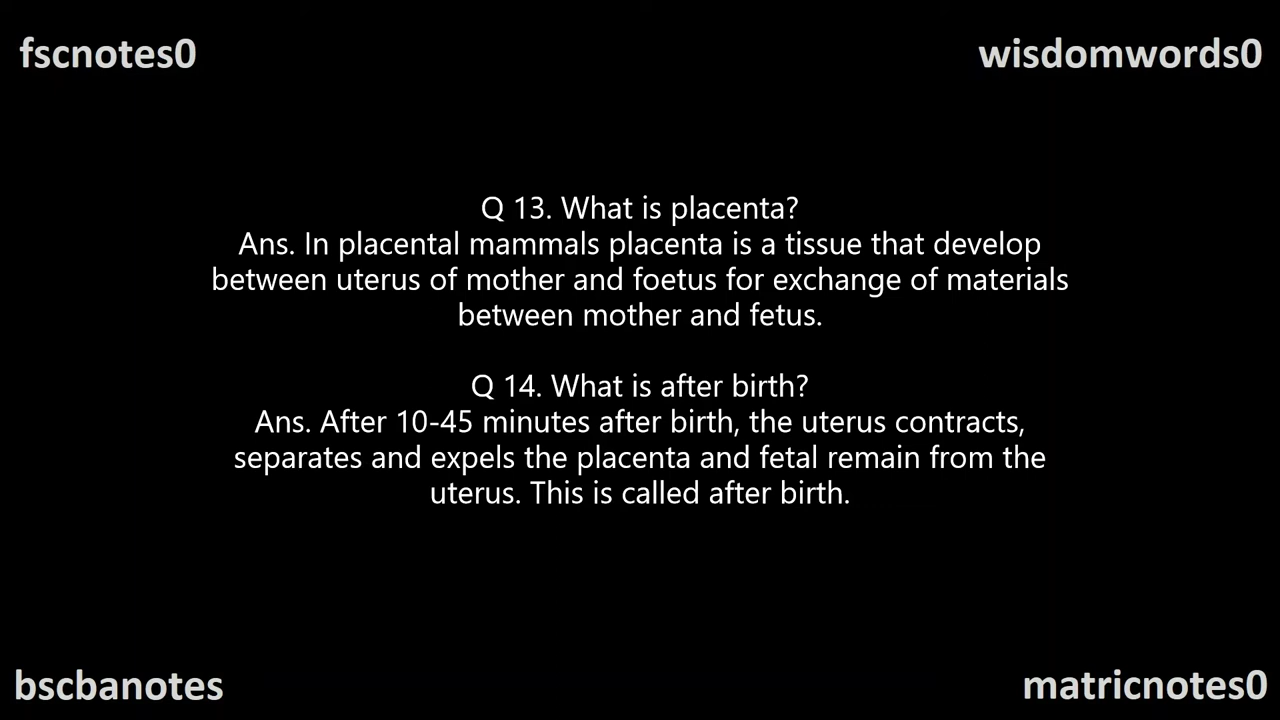 fscnotes0
wisdomwords0
Q 13. What is placenta?
Ans. In placental mammals placenta is a tissue that develop
between uterus of mother and foetus for exchange of materials
between mother and fetus.
Q 14. What is after birth?
Ans. After 10-45 minutes after birth, the uterus contracts,
separates and expels the placenta and fetal remain from the
uterus. This is called after birth.
bscbanotes
matricnotes0